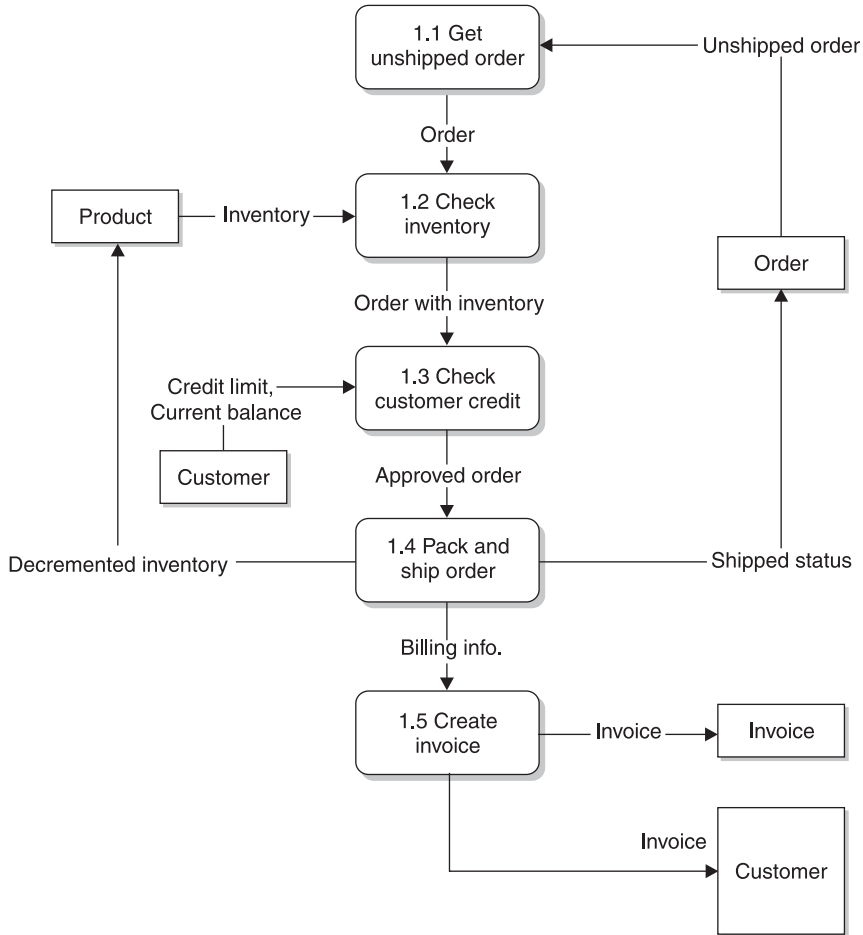 1.1 Get
unshipped order
Unshipped order
Order
1.2 Check
inventory
Product
Inventory
Order
Order with inventory
1.3 Check
customer credit
Credit limit,
Current balance
Customer
Approved order
1.4 Pack and
ship order
Decremented inventory
Shipped status
Billing info.
1.5 Create
invoice
Invoice
Invoice
Invoice
Customer